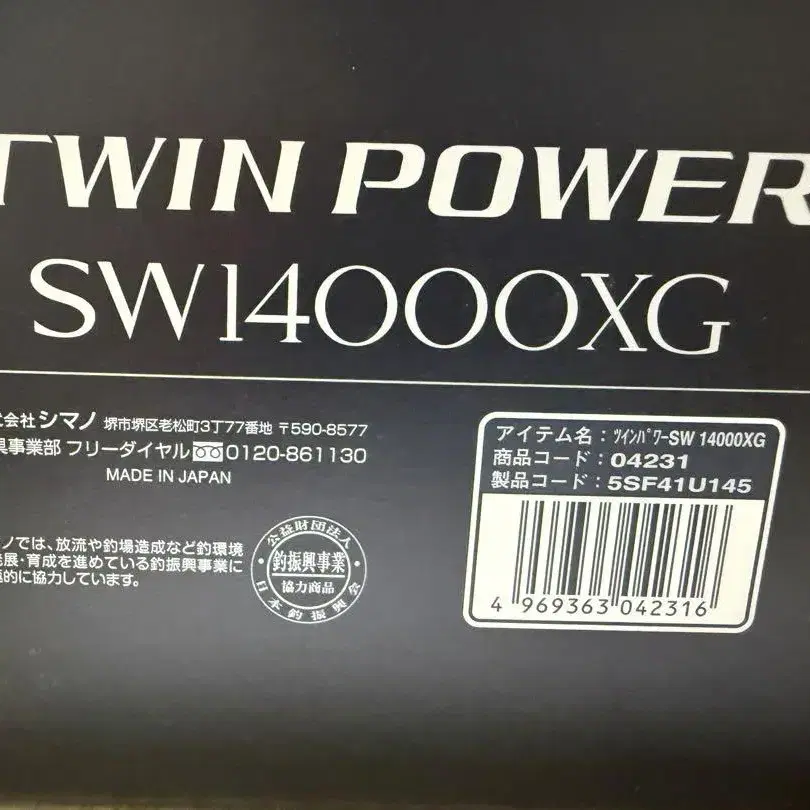 TWIN POWER
SW14000XG
式会社シマノ 堺市堺区老松町3丁77番地 〒590-8577
具事業部 フリーダイヤル 0120-861130
MADE IN JAPAN
ノでは、放流や釣場造成など釣環境
発展・育成を進めている釣振興事業に
極的に協力しています。
公益財団法人
釣振興事業
協力商品
日本釣振興会
アイテム名:ツインパワーSW 14000XG
商品コード:04231
製品コード:5SF41U145
4 969363 042316